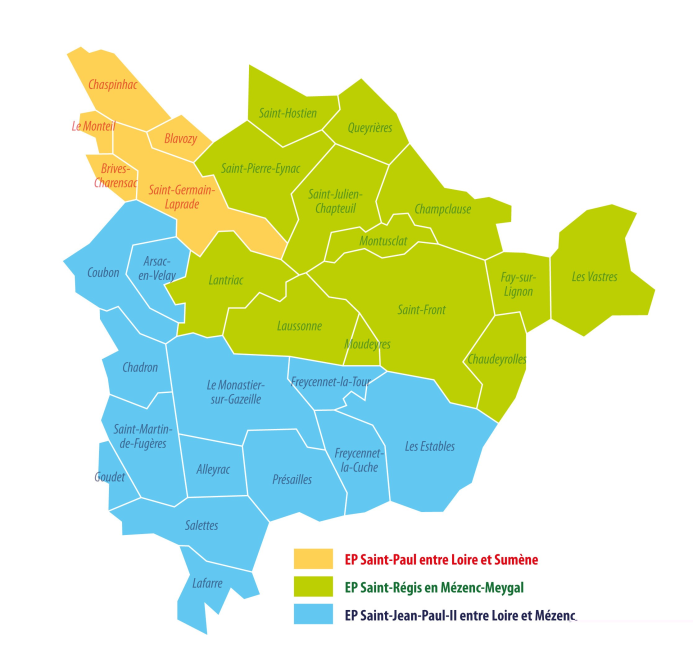 Chaspinhac
Saint-Hostien
Le Monteil
Queyrières
Blavozy
Brives-
Charensac
Saint-Pierre-Eynac
Saint-Germain-
Laprade
Saint-Julien-
Chapteuil
Champclause
Montusclat
Arsac-
en-Velay
Coubon
Lantriac
Fay-sur-
Lignon
Les Vastres
Saint-Front
Laussonne
Moudeyres
Chaudeyrolles
Chadron
Le Monastier-
sur-Gazeille
Freycennet-la-Tour
Saint-Martin-
de-Fugères
Les Estables
Freycennet-
la-Cuche
Goudet
Alleyrac
Présailles
Salettes
Lafarre
EP Saint-Paul entre Loire et Sumène
EP Saint-Régis en Mézenc-Meygal
EP Saint-Jean-Paul-II entre Loire et Mézenc